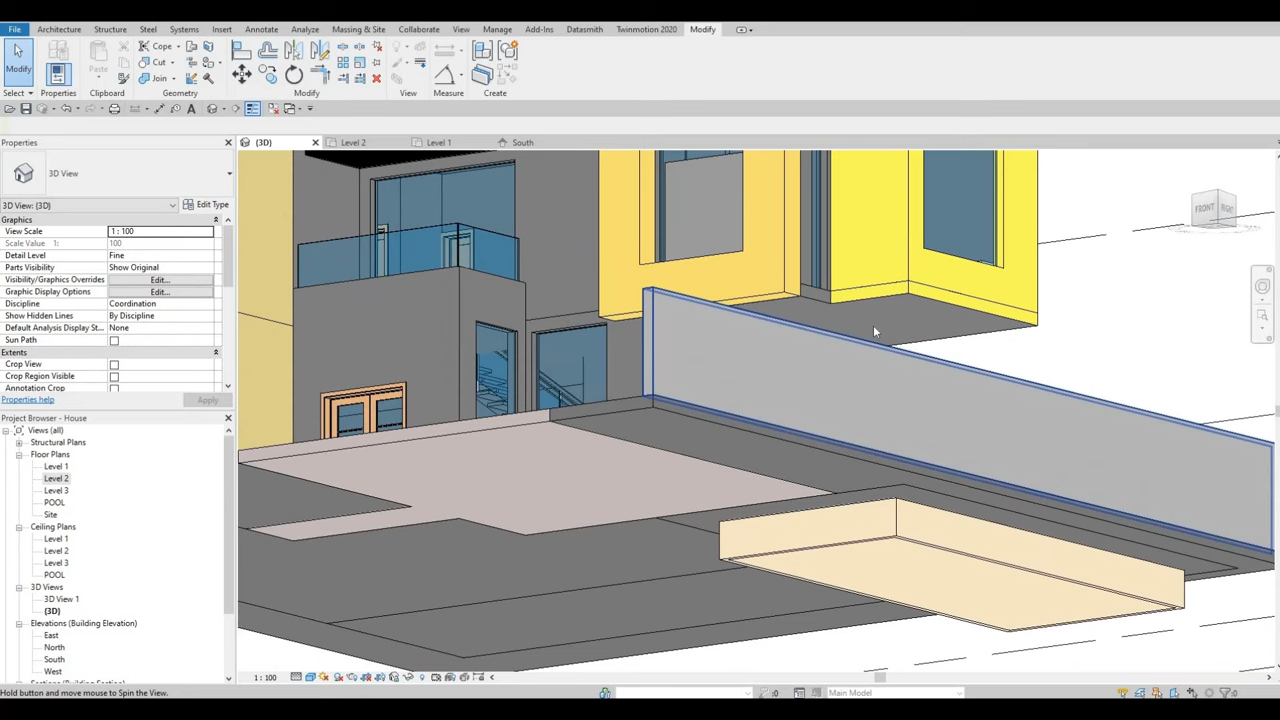 File Architecture Structure Steel Systems Insert Annotate Analyze Massing & Site Collaborate View Manage Add-Ins Datasmith Twinmotion 2020 Modify
Modify Paste Cope Cut Join
Select Properties Clipboard Geometry Modify View Measure Create
Properties
(3D) Level 2 Level 1 South
3D View
3D View: {3D} Edit Type
Graphics
View Scale 1 : 100
Scale Value 1: 100
Detail Level Fine
Parts Visibility Show Original
Visibility/Graphics Overrides Edit...
Graphic Display Options Edit...
Discipline Coordination
Show Hidden Lines By Discipline
Default Analysis Display St... None
Sun Path
Extents
Crop View
Crop Region Visible
Annotation Crop
Properties help Apply
Project Browser - House
Views (all)
Structural Plans
Floor Plans
Level 1
Level 2
Level 3
POOL
Site
Ceiling Plans
Level 1
Level 2
Level 3
POOL
3D Views
3D View 1
{3D}
Elevations (Building Elevation)
East
North
South
West
FRONT
1 : 100
Hold button and move mouse to Spin the View.
:0 Main Model :0